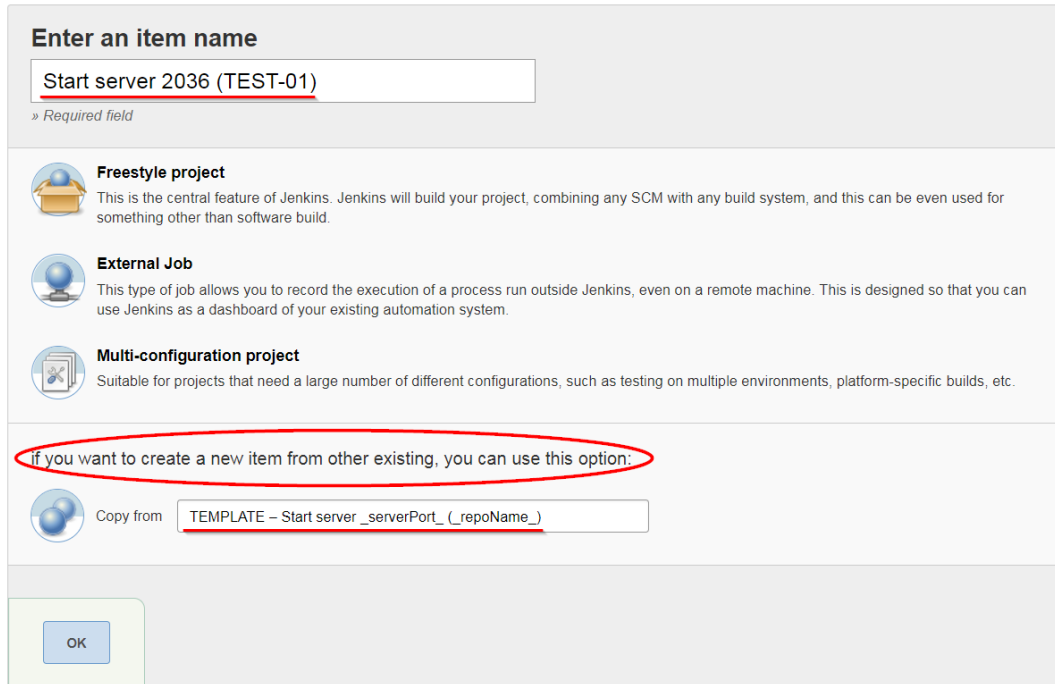 Enter an item name
Start server 2036 (TEST-01)
» Required field
Freestyle project
This is the central feature of Jenkins. Jenkins will build your project, combining any SCM with any build system, and this can be even used for
something other than software build.
External Job
This type of job allows you to record the execution of a process run outside Jenkins, even on a remote machine. This is designed so that you can
use Jenkins as a dashboard of your existing automation system.
Multi-configuration project
Suitable for projects that need a large number of different configurations, such as testing on multiple environments, platform-specific builds, etc.
if you want to create a new item from other existing, you can use this option:
Copy from
TEMPLATE – Start server _serverPort_ (_repoName_)
OK